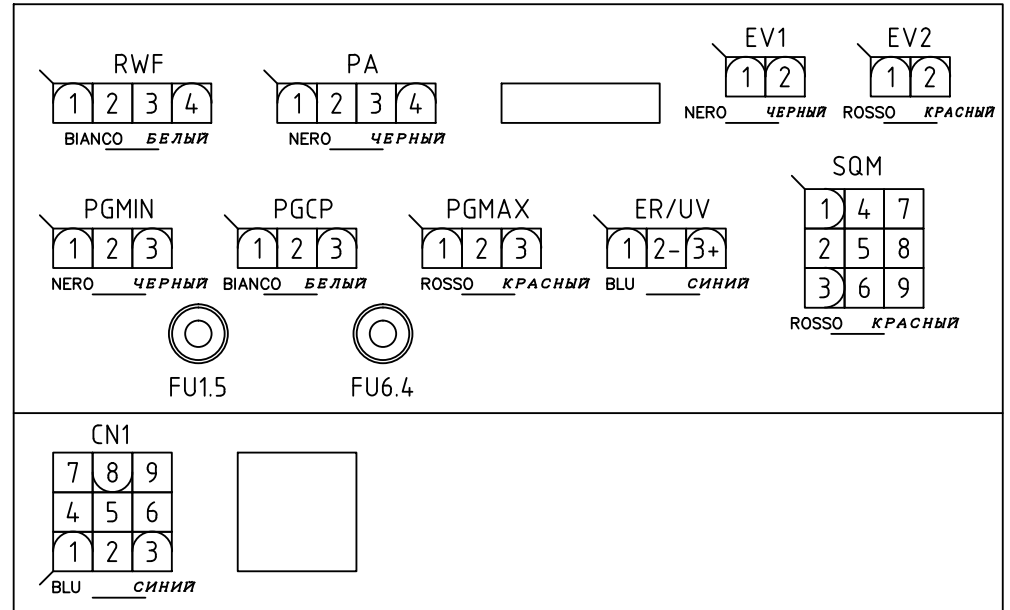 EV1 EV2
RWF PA
1 2 3 4 1 2 3 4 1 2 1 2
NERO ЧЕРНЫЙ ROSSO КРАСНЫЙ
BIANCO БЕЛЫЙ NERO ЧЕРНЫЙ
SQM
PGMIN PGCP PGMAX ER/UV
1 4 7
1 2 3 1 2 3 1 2 3 1 2- 3+ 2 5 8
NERO ЧЕРНЫЙ BIANCO БЕЛЫЙ ROSSO КРАСНЫЙ BLU СИНИЙ
3 6 9
ROSSO КРАСНЫЙ
FU1.5 FU6.4
CN1
7 8 9
4 5 6
1 2 3
BLU СИНИЙ